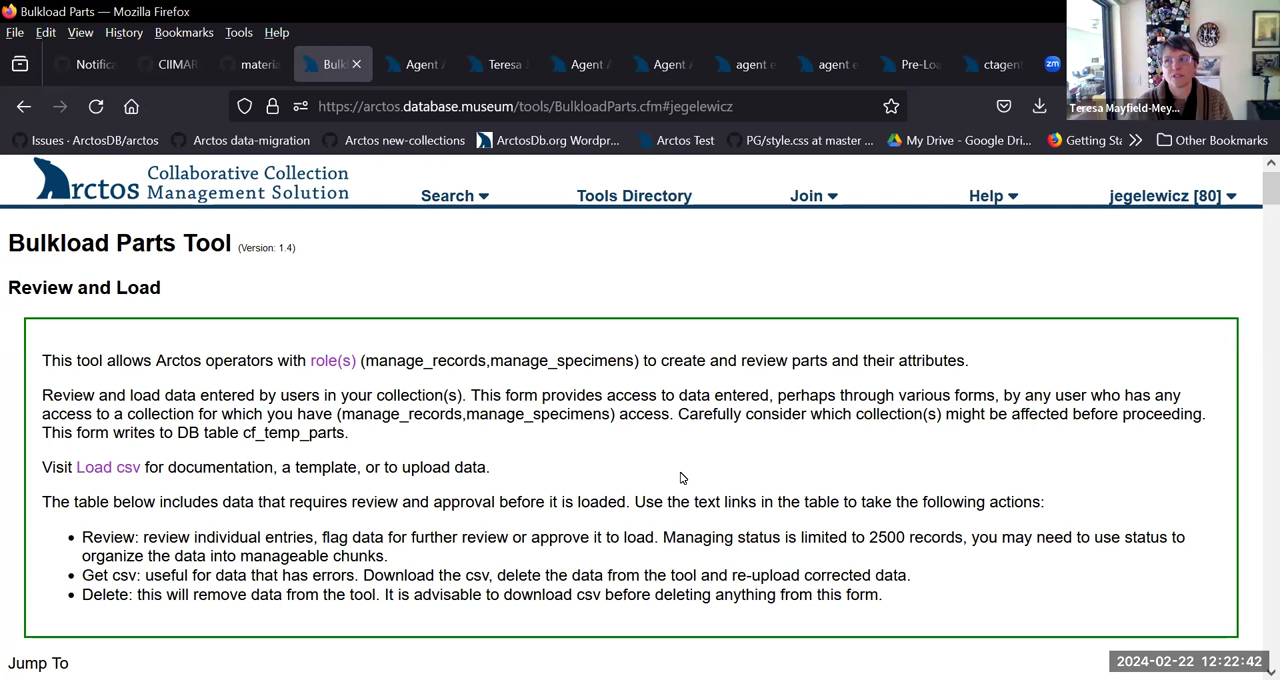 Bulkload Parts — Mozilla Firefox
File Edit View History Bookmarks Tools Help
Notific CIIMAR materia Bulk Agent / Teresa Agent / Agent / agent e agent e Pre-Loa ctagen zm
https://arctos.database.museum/tools/BulkloadParts.cfm#jegelewicz
Teresa Mayfield-Mey...
Issues · ArctosDB/arctos Arctos data-migration Arctos new-collections ArctosDb.org Wordpr... Arctos Test PG/style.css at master ... My Drive - Google Dri... Getting Sta Other Bookmarks
Arctos Collaborative Collection
Management Solution
Search Tools Directory Join Help jegelewicz [80]
Bulkload Parts Tool (Version: 1.4)
Review and Load
This tool allows Arctos operators with role(s) (manage_records,manage_specimens) to create and review parts and their attributes.
Review and load data entered by users in your collection(s). This form provides access to data entered, perhaps through various forms, by any user who has any
access to a collection for which you have (manage_records,manage_specimens) access. Carefully consider which collection(s) might be affected before proceeding.
This form writes to DB table cf_temp_parts.
Visit Load csv for documentation, a template, or to upload data.
The table below includes data that requires review and approval before it is loaded. Use the text links in the table to take the following actions:
• Review: review individual entries, flag data for further review or approve it to load. Managing status is limited to 2500 records, you may need to use status to
organize the data into manageable chunks.
• Get csv: useful for data that has errors. Download the csv, delete the data from the tool and re-upload corrected data.
• Delete: this will remove data from the tool. It is advisable to download csv before deleting anything from this form.
Jump To
2024-02-22 12:22:42